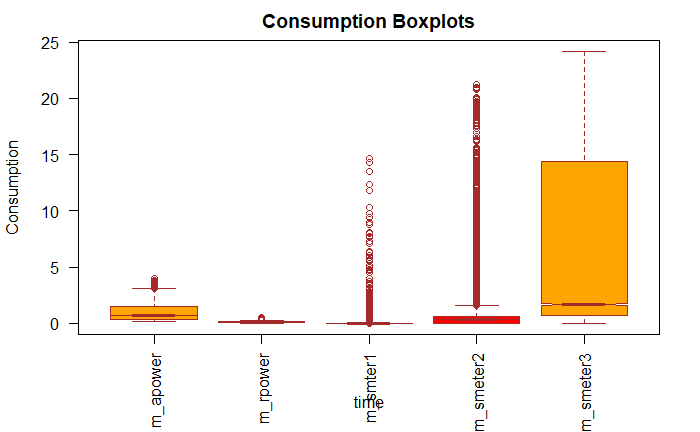 Consumption Boxplots
Consumption
25
20
15
10
5
0
m_apower
m_rpower
m_smter1
m_smeter2
m_smeter3
time